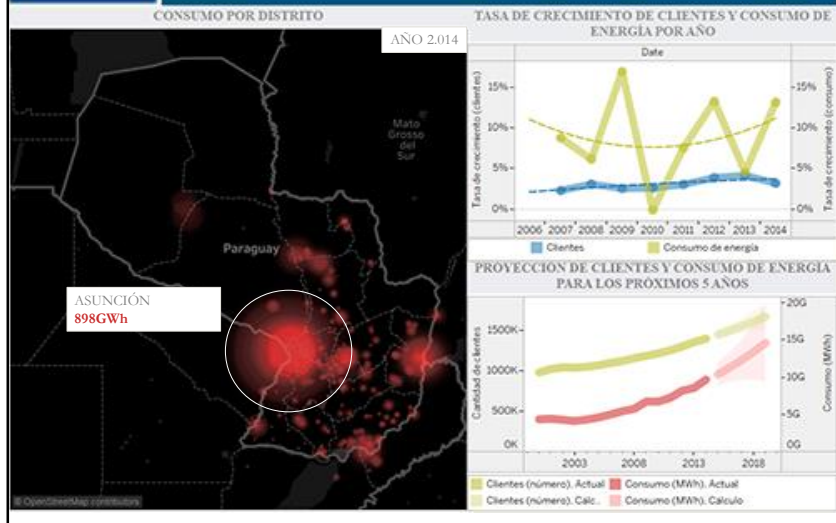 CONSUMO POR DISTRITO
AÑO 2.014
Mato
Grosso
do
Sul
Paraguay
ASUNCIÓN
898GWh
© OpenStreetMap contributors
TASA DE CRECIMIENTO DE CLIENTES Y CONSUMO DE
ENERGÍA POR AÑO
Date
Tasa de crecimiento (clientes)
15%
10%
5%
0%
15%
10%
5%
0%
Tasa de crecimiento (consumo)
2006 2007 2008 2009 2010 2011 2012 2013 2014
Clientes
Consumo de energía
PROYECCION DE CLIENTES Y CONSUMO DE ENERGÍA
PARA LOS PRÓXIMOS 5 AÑOS
Cantidad de clientes
1500K
1000K
500K
0K
20G
15G
10G
5G
0G
Consumo (MWh)
2003 2008 2013 2018
Clientes (número). Actual
Consumo (MWh). Actual
Clientes (número). Calc..
Consumo (MWh). Calculo